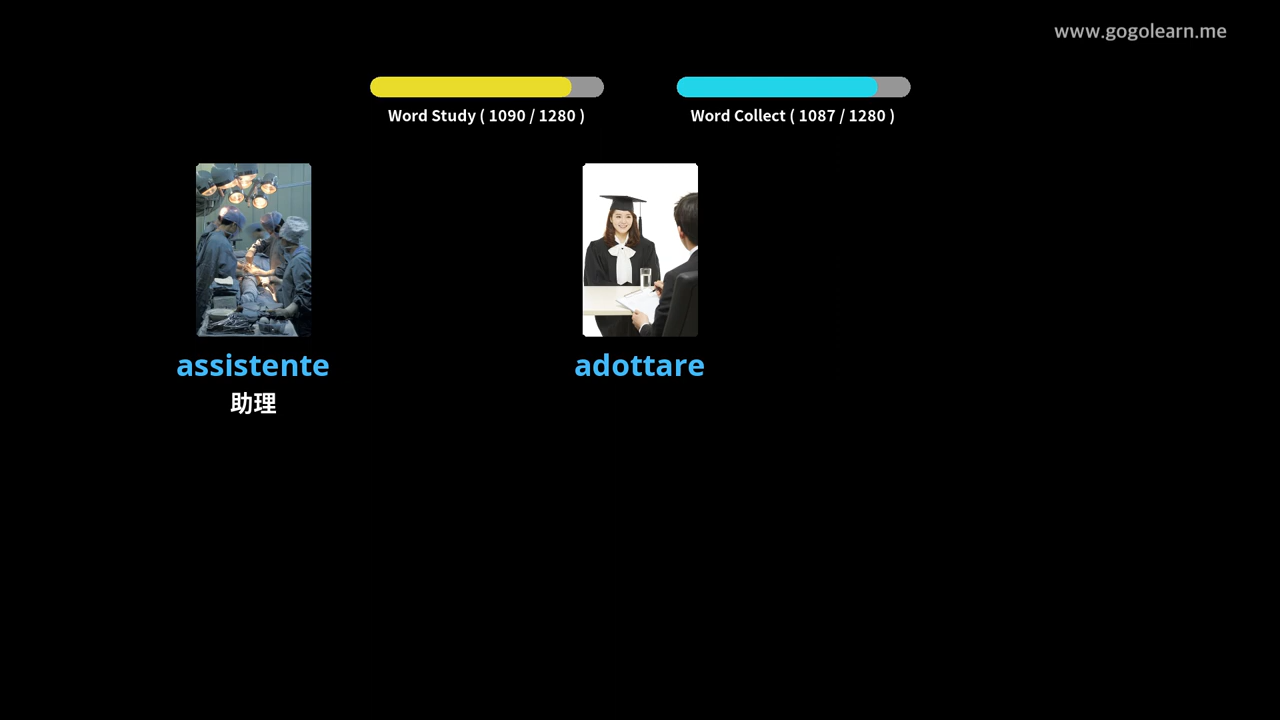 www.gogolearn.me
Word Study ( 1090 / 1280 )
Word Collect ( 1087 / 1280 )
assistente
助理
adottare